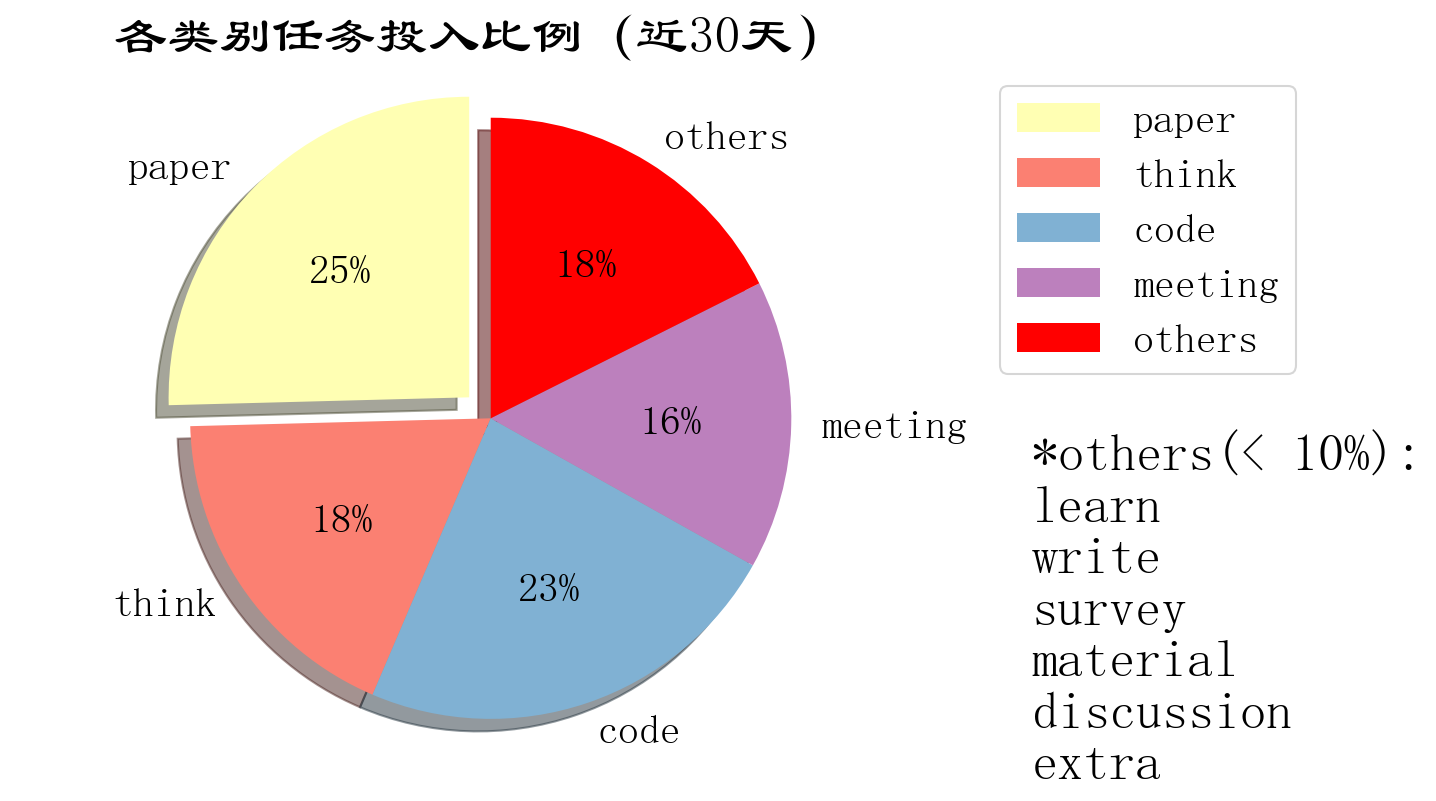 各类别任务投入比例 (近30天)
others
paper
25%
18%
16%
meeting
18%
23%
think
code
paper
think
code
meeting
others
*others(< 10%):
learn
write
survey
material
discussion
extra